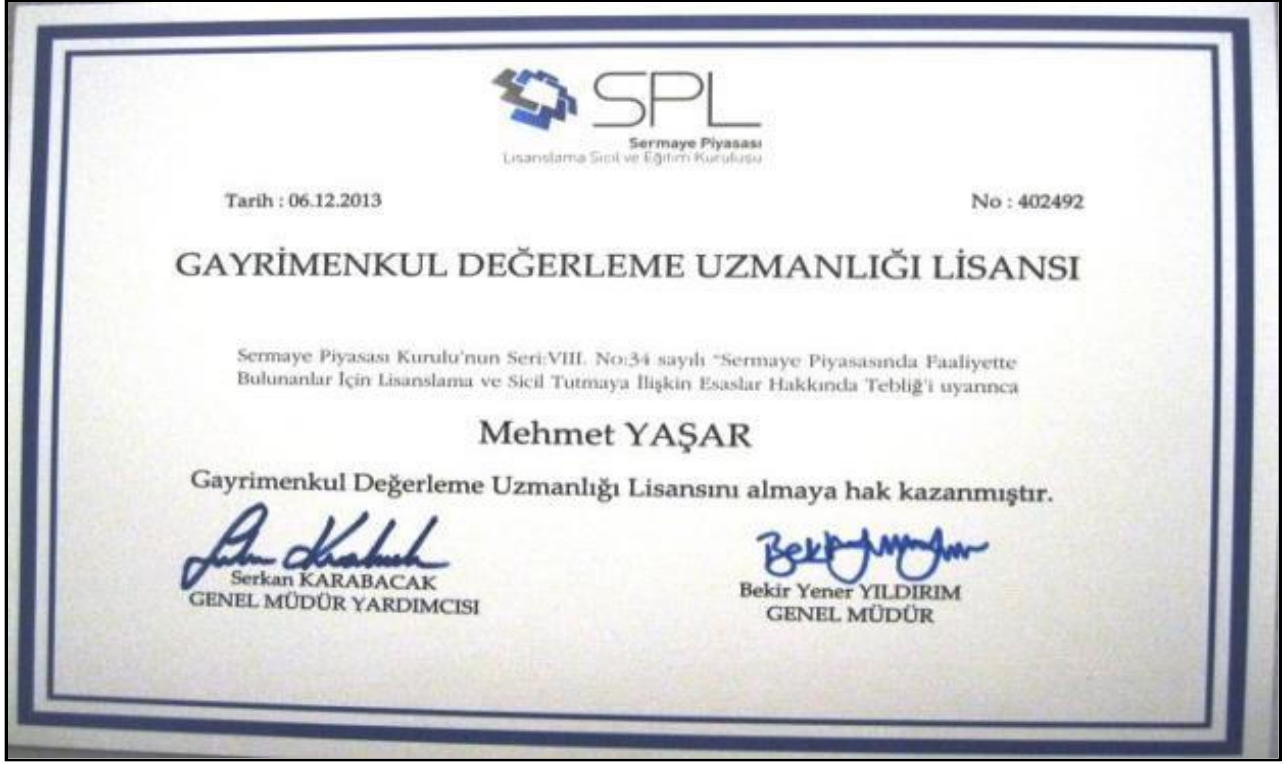 SPL
Sermaye Piyasası
Lisanslama Sicil ve Eğitim Kuruluşu
Tarih : 06.12.2013
No : 402492
GAYRİMENKUL DEĞERLEME UZMANLIĞI LİSANSI
Sermaye Piyasası Kurulu'nun Seri:VIII. No:34 sayılı "Sermaye Piyasasında Faaliyette
Bulunanlar İçin Lisanslama ve Sicil Tutmaya İlişkin Esaslar Hakkında Tebliğ'i uyarınca
Mehmet YAŞAR
Gayrimenkul Değerleme Uzmanlığı Lisansını almaya hak kazanmıştır.
Serkan KARABACAK
GENEL MÜDÜR YARDIMCISI
Bekir Yener YILDIRIM
GENEL MÜDÜR